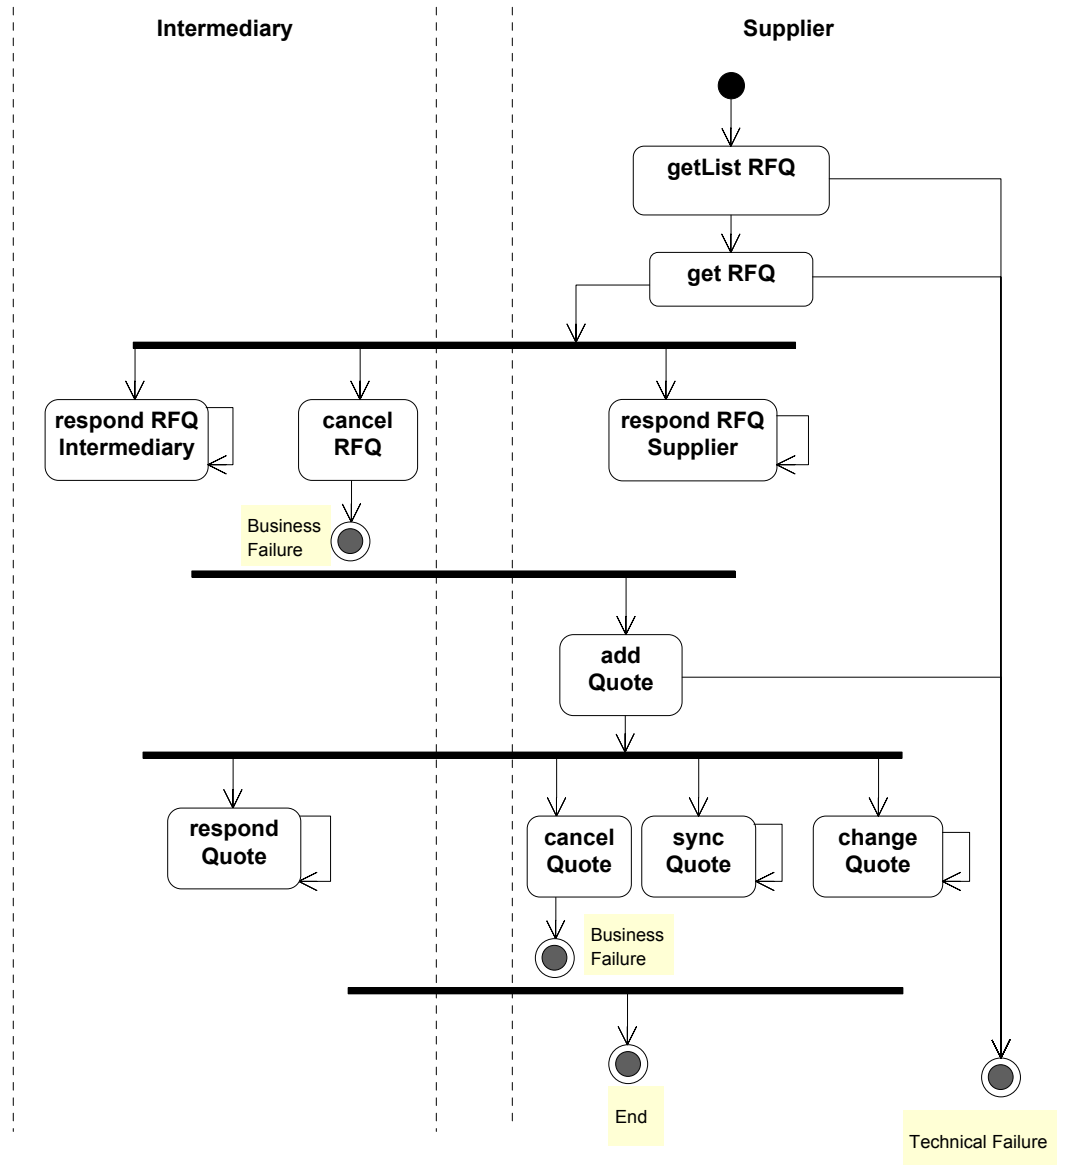 Intermediary
Supplier
getList RFQ
get RFQ
respond RFQ
Intermediary
cancel
RFQ
respond RFQ
Supplier
Business
Failure
add
Quote
respond
Quote
cancel
Quote
sync
Quote
change
Quote
Business
Failure
End
Technical Failure